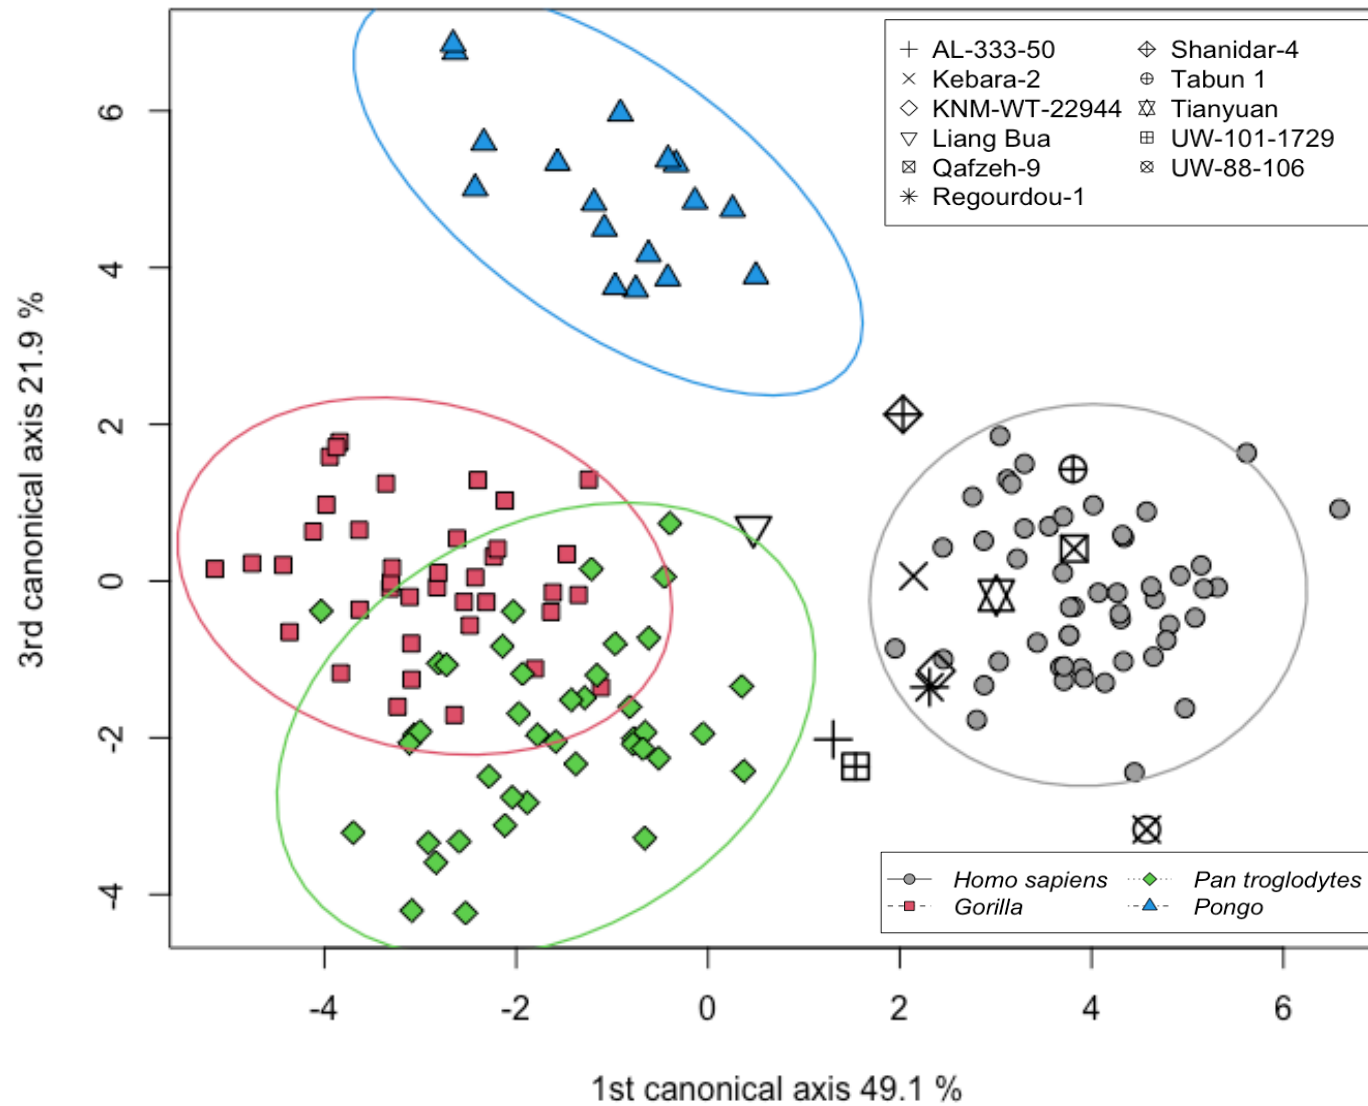 AL-333-50
Kebara-2
KNM-WT-22944
Liang Bua
Qafzeh-9
Regourdou-1
Shanidar-4
Tabun 1
Tianyuan
UW-101-1729
UW-88-106
3rd canonical axis 21.9 %
6
4
2
0
-2
-4
Homo sapiens
Gorilla
Pan troglodytes
Pongo
-4 -2 0 2 4 6
1st canonical axis 49.1 %